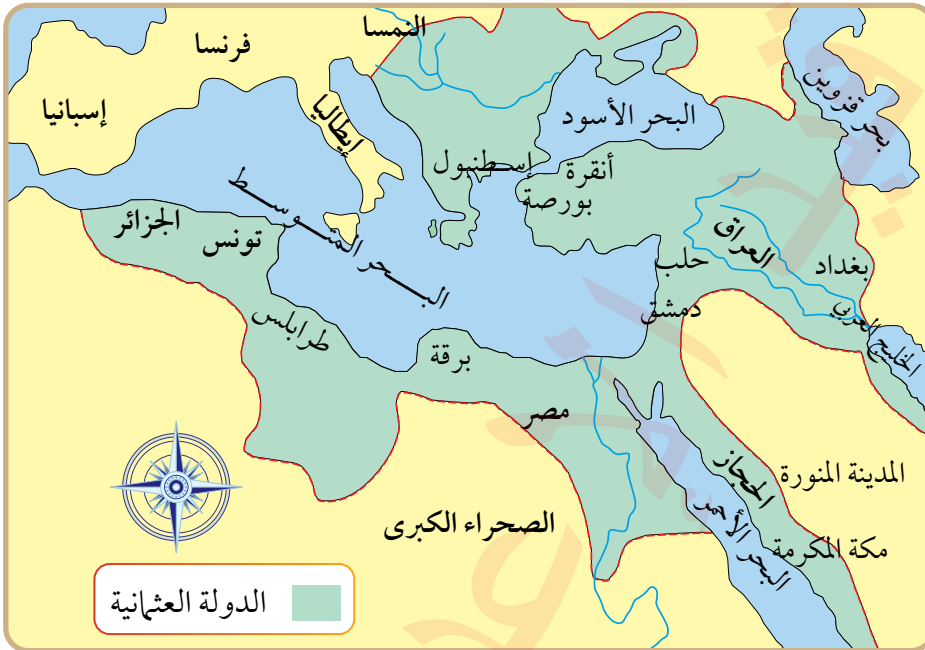 النمسا
فرنسا
إسبانيا
إيطاليا
البحر الأسود
بحر قزوين
إسطنبول
أنقرة
بورصة
البحر المتوسط
الجزائر
تونس
طرابلس
برقة
حلب
دمشق
العراق
بغداد
الخليج العربي
مصر
الحجاز
المدينة المنورة
مكة المكرمة
البحر الأحمر
الصحراء الكبرى
الدولة العثمانية